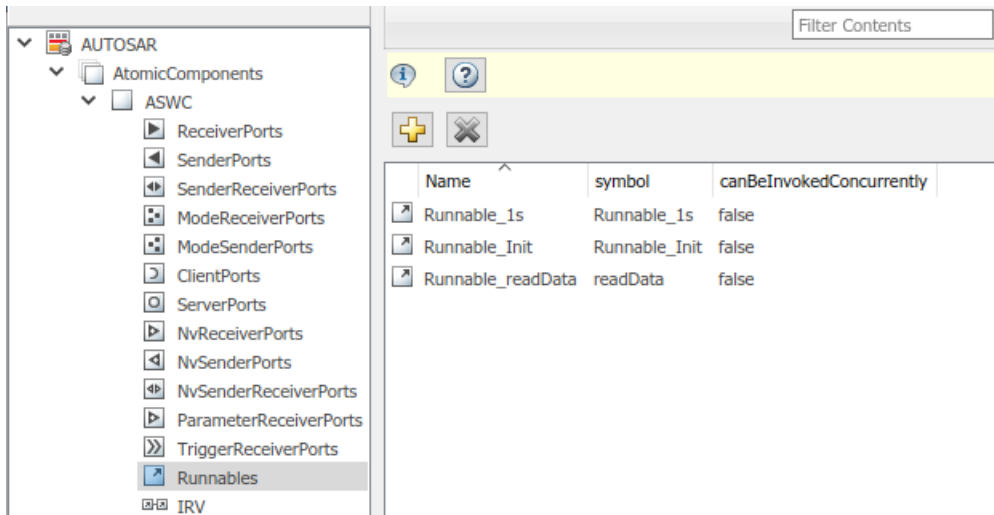 Filter Contents
AUTOSAR
AtomicComponents
ASWC
ReceiverPorts
SenderPorts
SenderReceiverPorts
ModeReceiverPorts
ModeSenderPorts
ClientPorts
ServerPorts
NvReceiverPorts
NvSenderPorts
NvSenderReceiverPorts
ParameterReceiverPorts
TriggerReceiverPorts
Runnables
IRV
Name symbol canBeInvokedConcurrently
Runnable_1s Runnable_1s false
Runnable_Init Runnable_Init false
Runnable_readData readData false